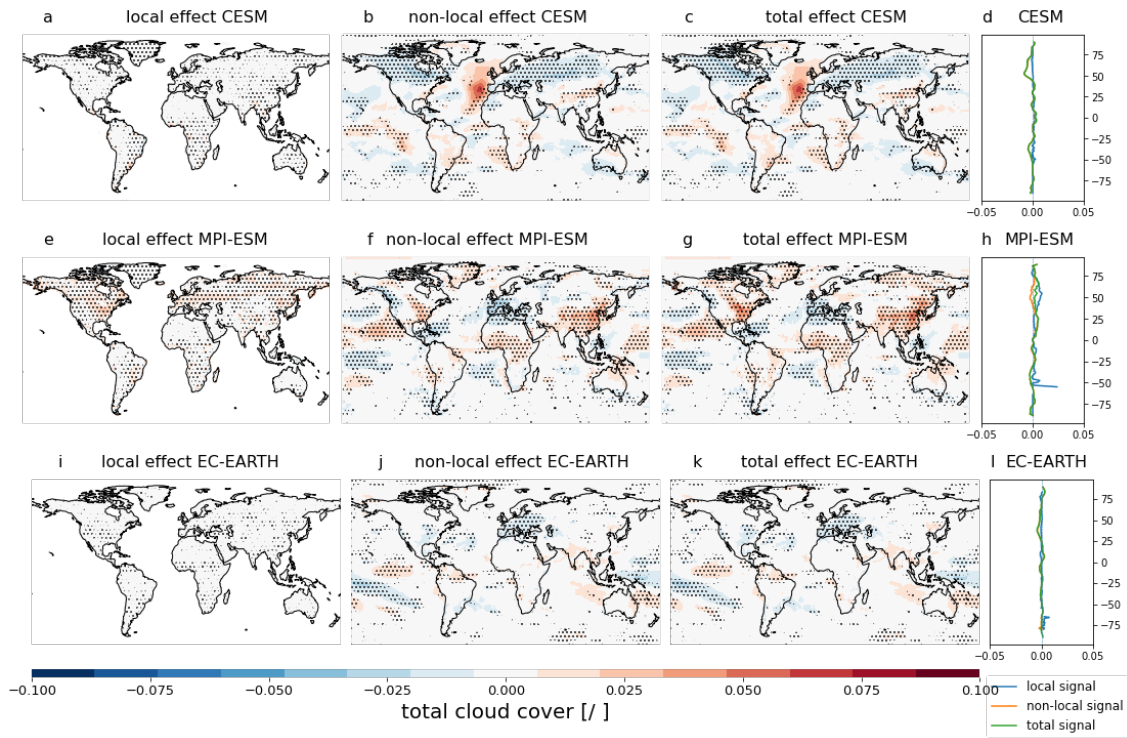 a local effect CESM b non-local effect CESM c total effect CESM d CESM
75
50
25
0
−25
−50
−75
−0.05 0.00 0.05
e local effect MPI-ESM f non-local effect MPI-ESM g total effect MPI-ESM h MPI-ESM
75
50
25
0
−25
−50
−75
−0.05 0.00 0.05
i local effect EC-EARTH j non-local effect EC-EARTH k total effect EC-EARTH l EC-EARTH
75
50
25
0
−25
−50
−75
−0.05 0.00 0.05
−0.100 −0.075 −0.050 −0.025 0.000 0.025 0.050 0.075 0.100
total cloud cover [/ ]
local signal
non-local signal
total signal